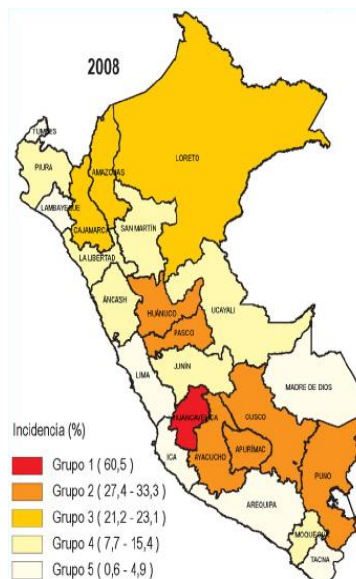 2008
TUMBES
PIURA
LAMBAYEQUE
CAJAMARCA
AMAZONAS
LORETO
SAN MARTÍN
LA LIBERTAD
ÁNCASH
HUÁNUCO
PASCO
UCAYALI
LIMA
JUNÍN
MADRE DE DIOS
HUANCAVELICA
CUSCO
ICA
AYACUCHO
APURÍMAC
PUNO
AREQUIPA
MOQUEGUA
TACNA
Incidencia (%)
Grupo 1 ( 60,5)
Grupo 2 ( 27,4 - 33,3)
Grupo 3 ( 21,2 - 23,1)
Grupo 4 ( 7,7 - 15,4 )
Grupo 5 ( 0,6 - 4,9 )